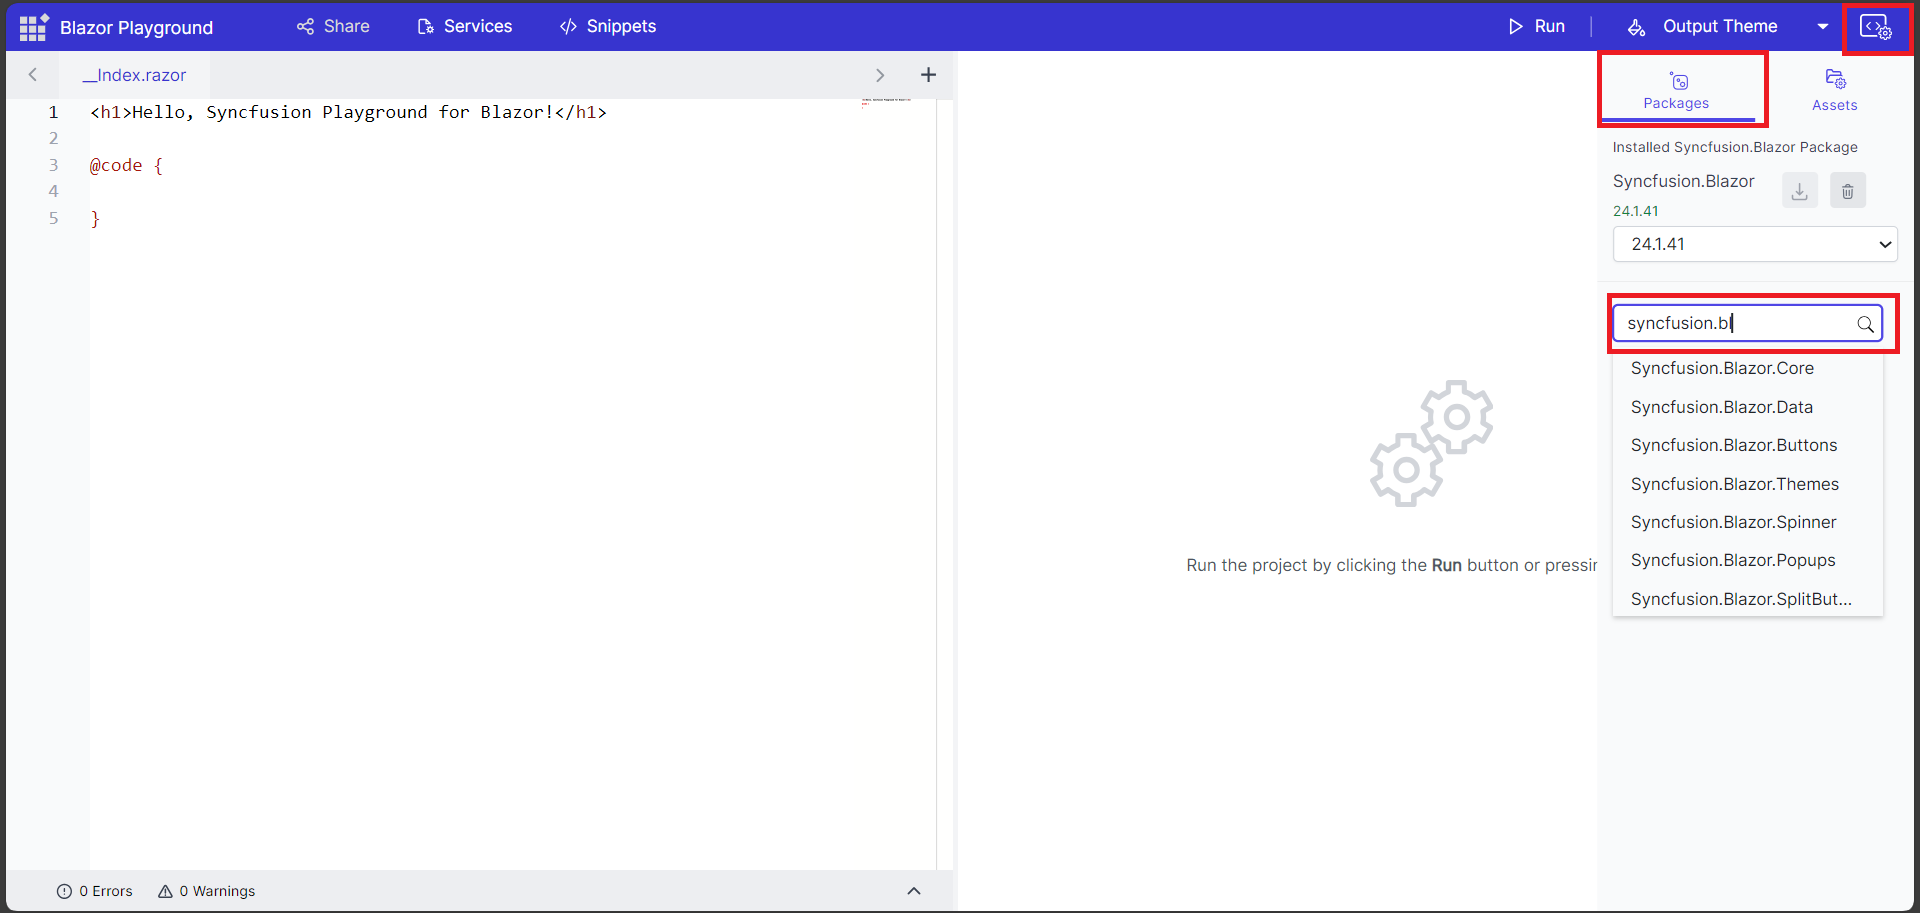 Blazor Playground
Share
Services
Snippets
Run
Output Theme
__Index.razor
1 <h1>Hello, Syncfusion Playground for Blazor!</h1>
2
3 @code {
4
5 }
Run the project by clicking the Run button or pressin
Packages
Assets
Installed Syncfusion.Blazor Package
Syncfusion.Blazor
24.1.41
24.1.41
syncfusion.bl
Syncfusion.Blazor.Core
Syncfusion.Blazor.Data
Syncfusion.Blazor.Buttons
Syncfusion.Blazor.Themes
Syncfusion.Blazor.Spinner
Syncfusion.Blazor.Popups
Syncfusion.Blazor.SplitBut...
0 Errors
0 Warnings